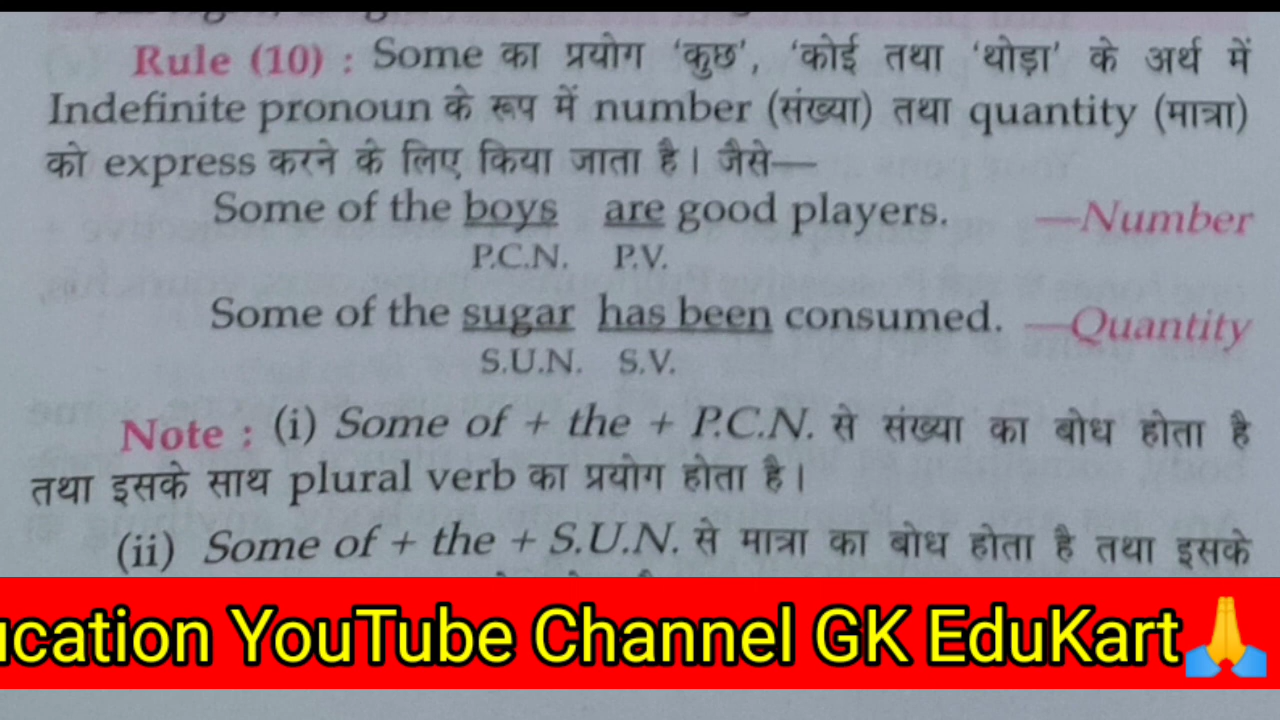 Rule (10) : Some का प्रयोग ‘कुछ’, ‘कोई तथा ‘थोड़ा’ के अर्थ में
Indefinite pronoun के रूप में number (संख्या) तथा quantity (मात्रा)
को express करने के लिए किया जाता है। जैसे—
Some of the boys are good players. —Number
P.C.N. P.V.
Some of the sugar has been consumed. —Quantity
S.U.N. S.V.
Note : (i) Some of + the + P.C.N. से संख्या का बोध होता है
तथा इसके साथ plural verb का प्रयोग होता है।
(ii) Some of + the + S.U.N. से मात्रा का बोध होता है तथा इसके
ucation YouTube Channel GK EduKart🙏